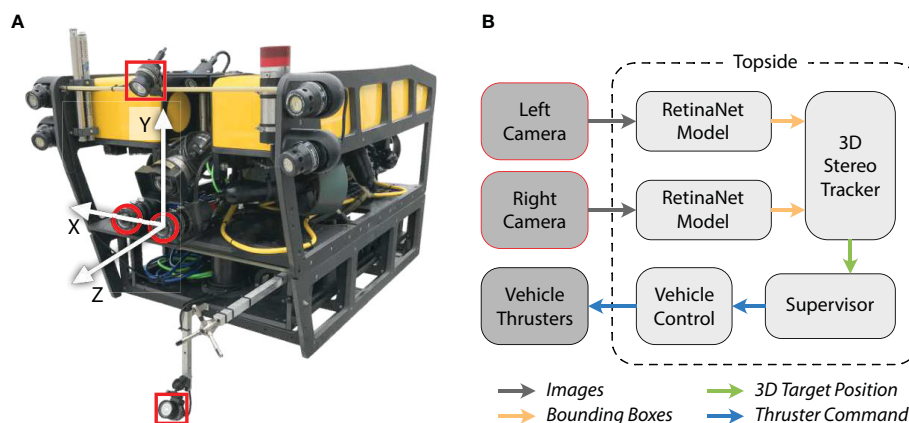 A
Y
X
Z
B
Topside
Left
Camera
RetinaNet
Model
3D
Stereo
Tracker
Right
Camera
RetinaNet
Model
Vehicle
Thrusters
Vehicle
Control
Supervisor
Images
3D Target Position
Bounding Boxes
Thruster Command